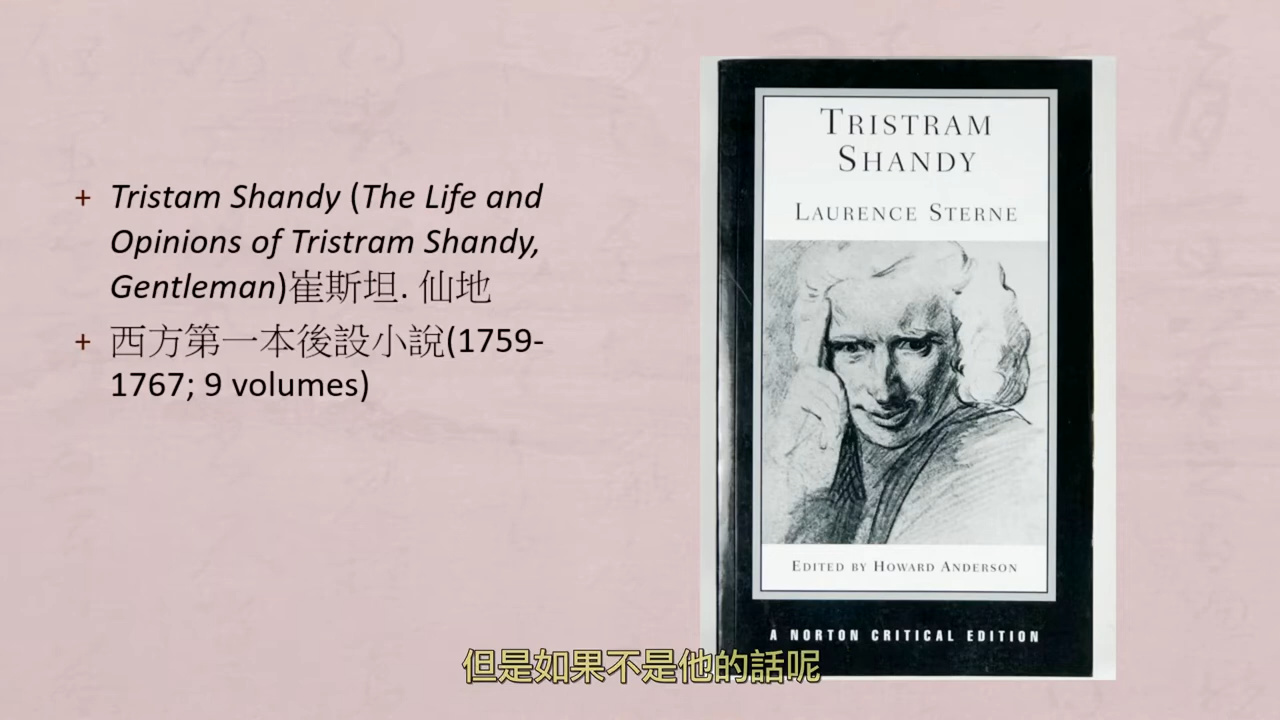 + Tristam Shandy (The Life and
Opinions of Tristram Shandy,
Gentleman)崔斯坦. 仙地
+ 西方第一本後設小說(1759-
1767; 9 volumes)
TRISTRAM
SHANDY
LAURENCE STERNE
EDITED BY HOWARD ANDERSON
A NORTON CRITICAL EDITION
但是如果不是他的話呢